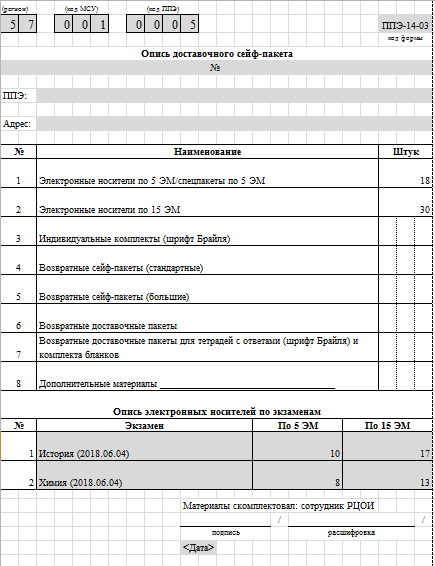 (регион) (код МСУ) (код ППЭ)
5 7 0 0 1 0 0 0 5 ППЭ-14-03
код формы
Опись доставочного сейф-пакета
№
ППЭ:
Адрес:
№ Наименование Штук
1 Электронные носители по 5 ЭМ/спецпакеты по 5 ЭМ 18
2 Электронные носители по 15 ЭМ 30
3 Индивидуальные комплекты (шрифт Брайля)
4 Возвратные сейф-пакеты (стандартные)
5 Возвратные сейф-пакеты (большие)
6 Возвратные доставочные пакеты
Возвратные доставочные пакеты для тетрадей с ответами (шрифт Брайля) и
7 комплекта бланков
8 Дополнительные материалы ____________________
Опись электронных носителей по экзаменам
№ Экзамен По 5 ЭМ По 15 ЭМ
1 История (2018.06.04) 10 17
2 Химия (2018.06.04) 8 13
Материалы скомплектовал: сотрудник РЦОИ
/ /
подпись расшифровка
<Дата>